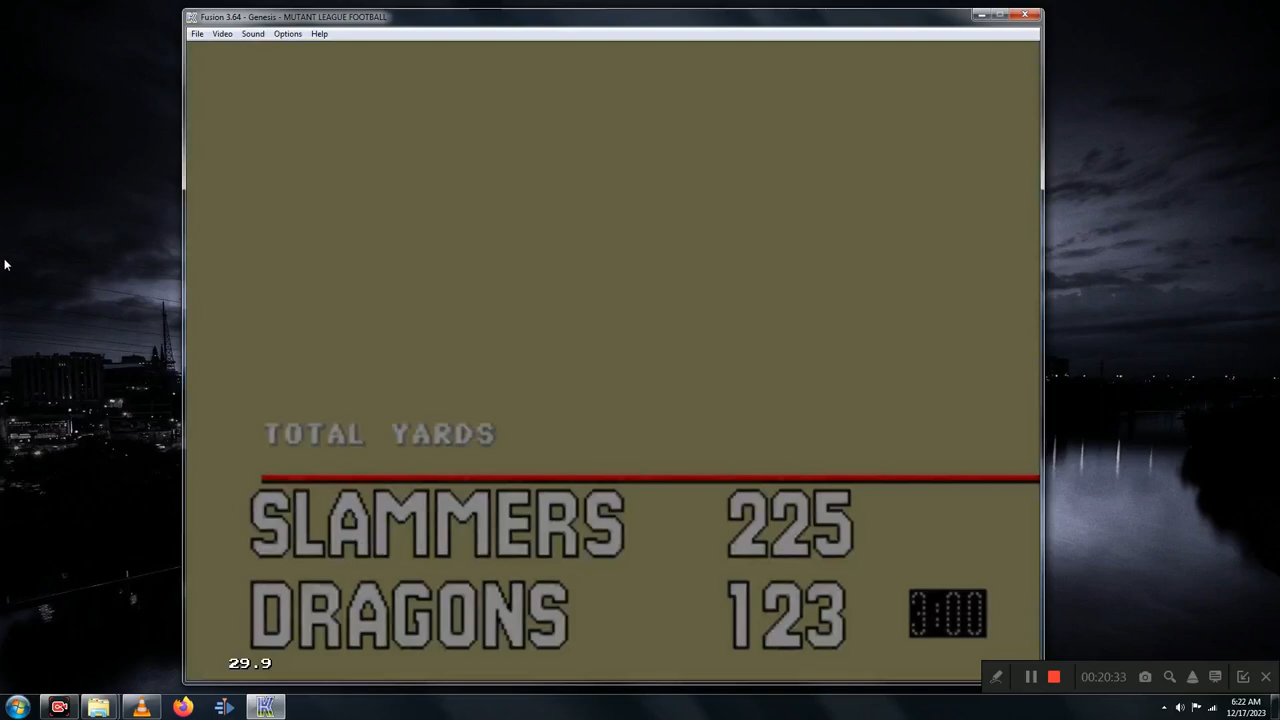 Fusion 3.64 - Genesis - MUTANT LEAGUE FOOTBALL
File Video Sound Options Help
TOTAL YARDS
SLAMMERS 225
DRAGONS 123
3:00
29.9
00:20:33
6:22 AM
12/17/2023